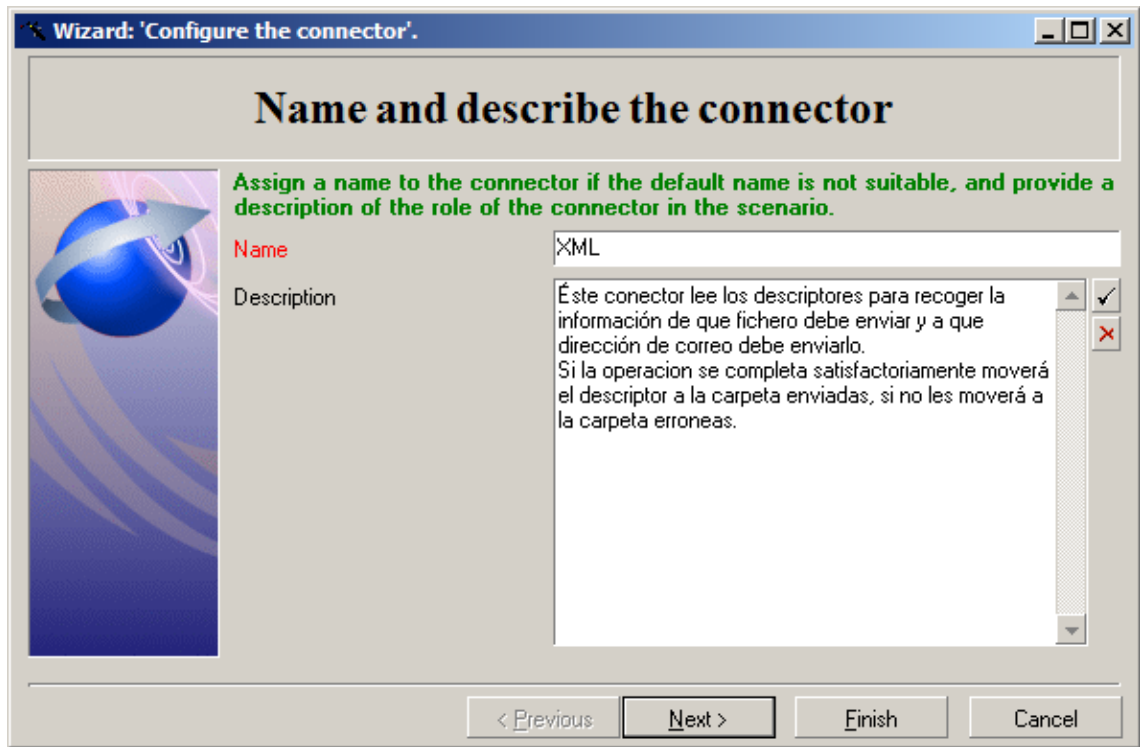 Wizard: 'Configure the connector'.
Name and describe the connector
Assign a name to the connector if the default name is not suitable, and provide a
description of the role of the connector in the scenario.
Name
XML
Description
Éste conector lee los descriptores para recoger la
información de que fichero debe enviar y a que
dirección de correo debe enviarlo.
Si la operacion se completa satisfactoriamente moverá
el descriptor a la carpeta enviadas, si no les moverá a
la carpeta erroneas.
< Previous
Next >
Finish
Cancel